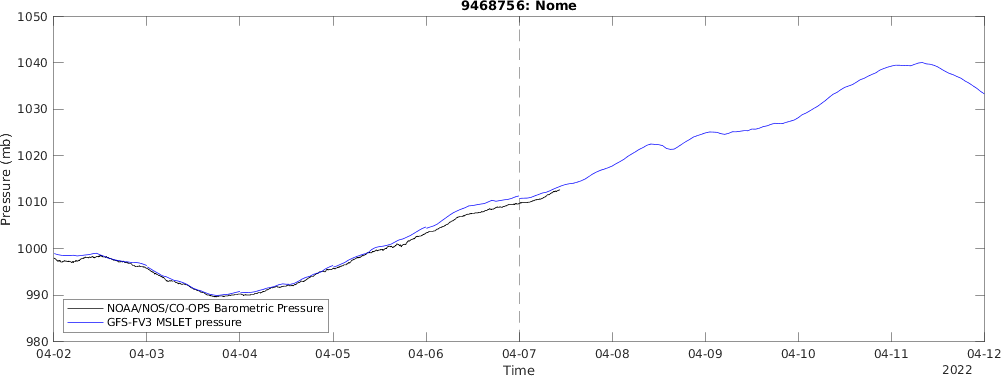 9468756: Nome
1050
1040
1030
1020
1010
1000
990
980
Pressure (mb)
NOAA/NOS/CO-OPS Barometric Pressure
GFS-FV3 MSLET pressure
04-02 04-03 04-04 04-05 04-06 04-07 04-08 04-09 04-10 04-11 04-12
Time
2022